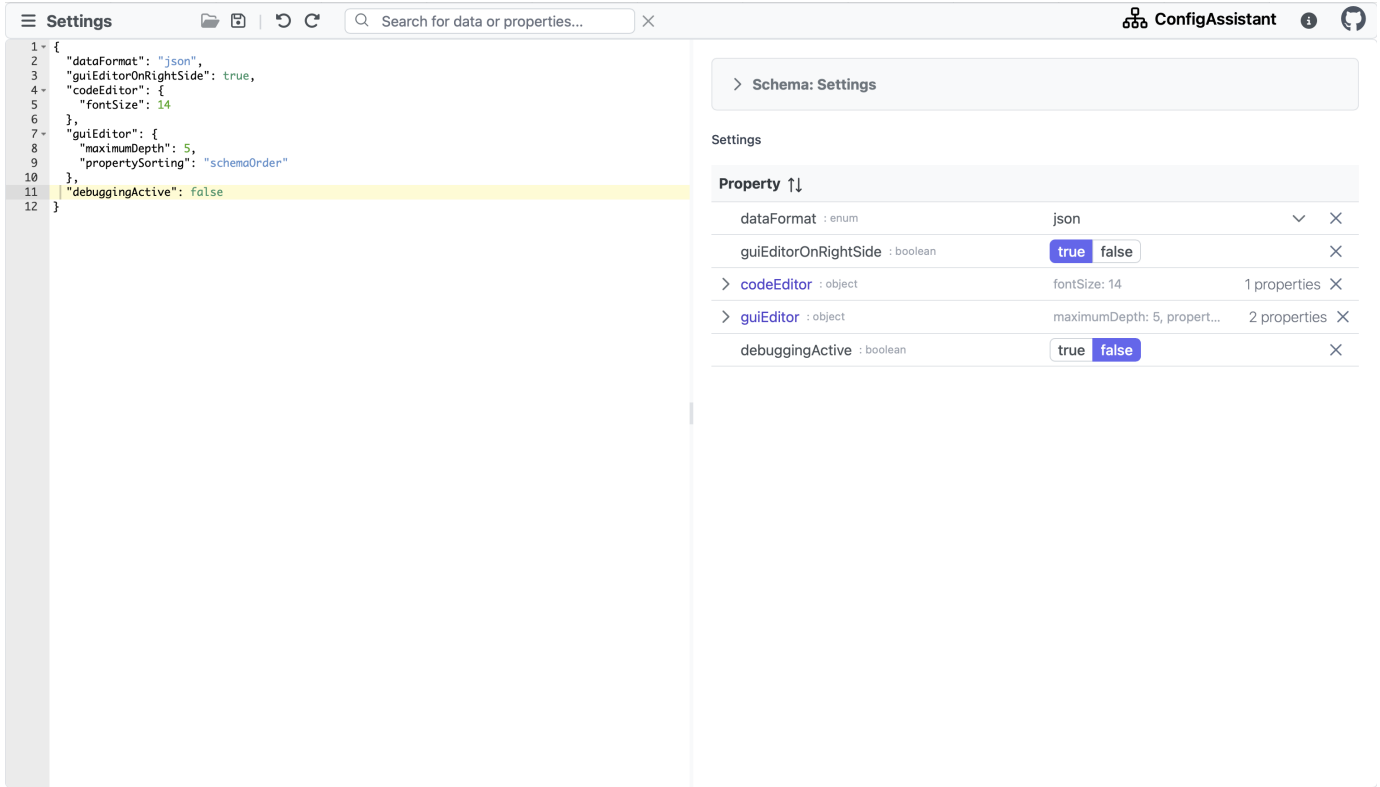 Settings
Search for data or properties...
ConfigAssistant
1 {
2 "dataFormat": "json",
3 "guiEditorOnRightSide": true,
4 "codeEditor": {
5 "fontSize": 14
6 },
7 "guiEditor": {
8 "maximumDepth": 5,
9 "propertySorting": "schemaOrder"
10 },
11 "debuggingActive": false
12 }
Schema: Settings
Settings
Property
dataFormat : enum json
guiEditorOnRightSide : boolean true false
codeEditor : object fontSize: 14 1 properties
guiEditor : object maximumDepth: 5, propert... 2 properties
debuggingActive : boolean true false